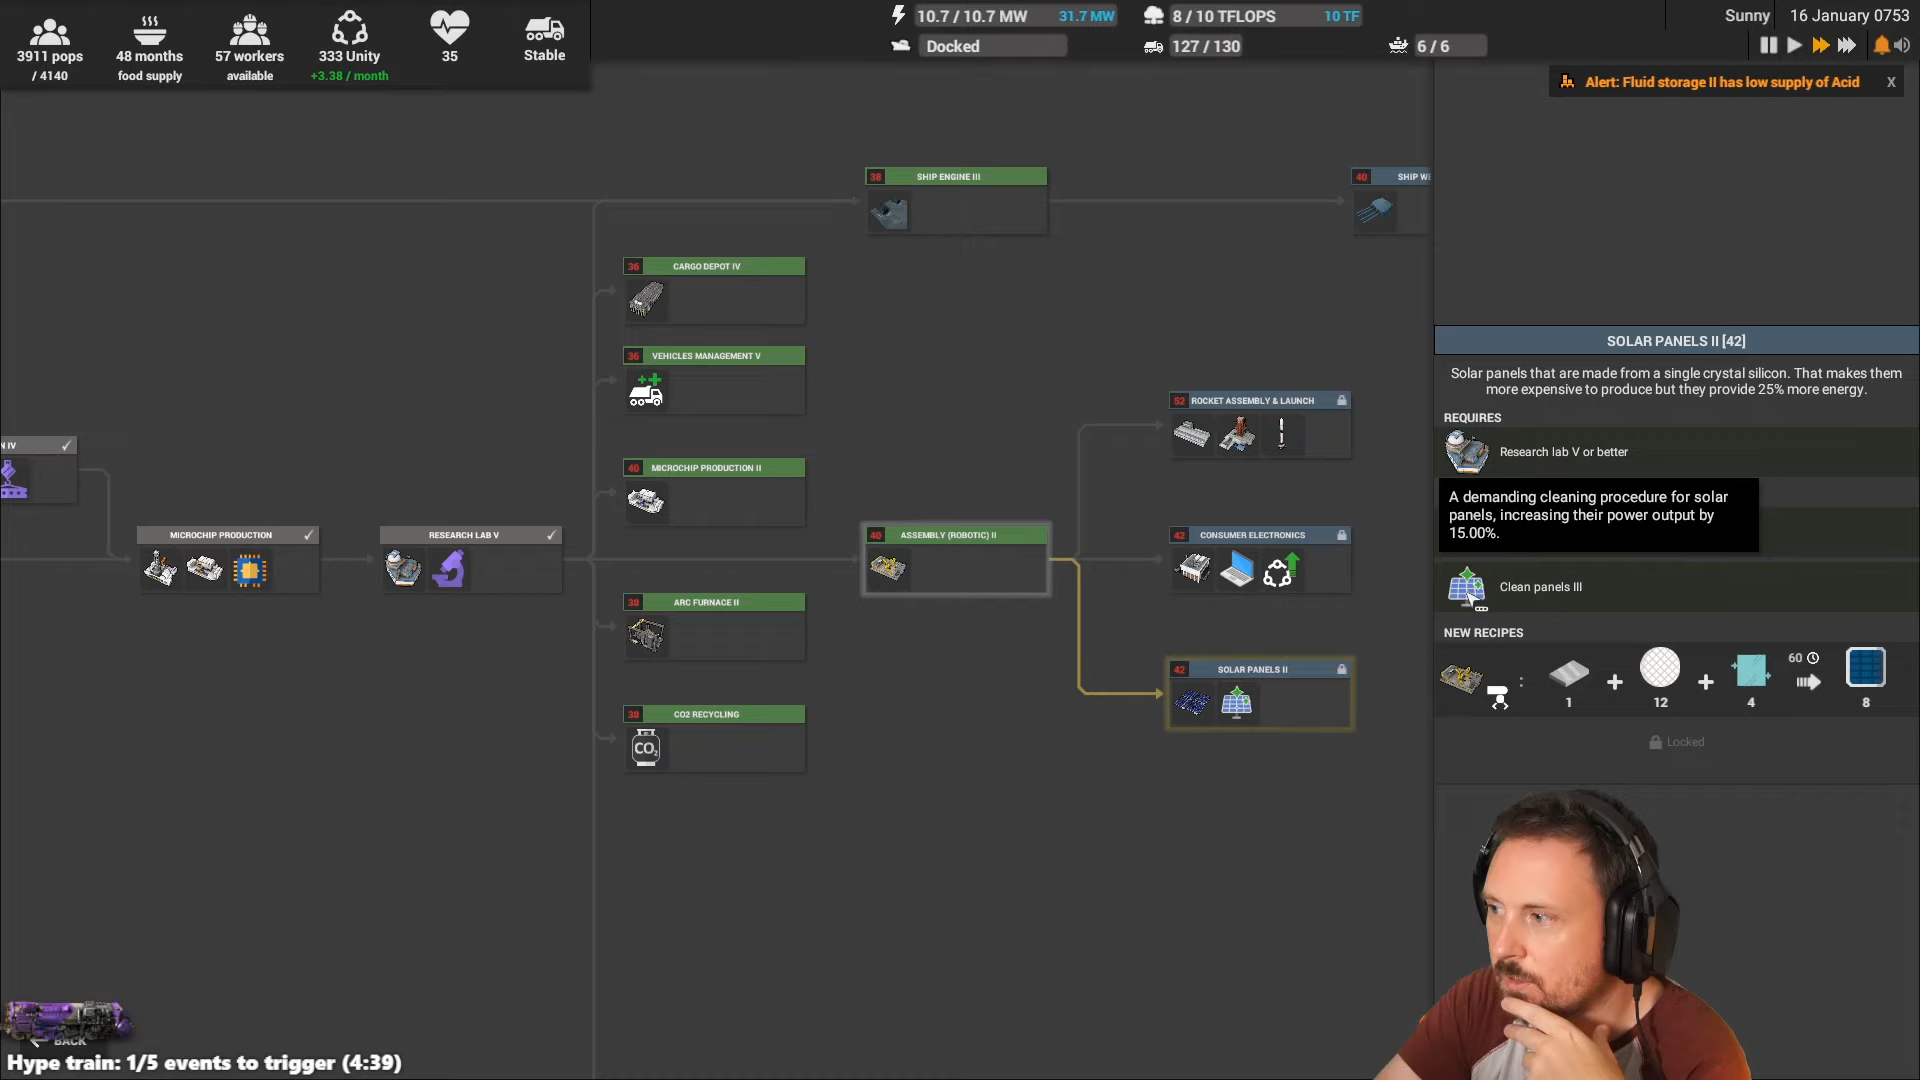 3911 pops
/ 4140
48 months
food supply
57 workers
available
333 Unity
+3.38 / month
35
Stable
10.7 / 10.7 MW
31.7 MW
Docked
8 / 10 TFLOPS
10 TF
127 / 130
6 / 6
Sunny
16 January 0753
Alert: Fluid storage II has low supply of Acid
X
38 SHIP ENGINE III
40 SHIP WE
36 CARGO DEPOT IV
36 VEHICLES MANAGEMENT V
40 MICROCHIP PRODUCTION II
N IV
MICROCHIP PRODUCTION
RESEARCH LAB V
38 ARC FURNACE II
38 CO2 RECYCLING
CO2
40 ASSEMBLY (ROBOTIC) II
52 ROCKET ASSEMBLY & LAUNCH
42 CONSUMER ELECTRONICS
42 SOLAR PANELS II
SOLAR PANELS II [42]
Solar panels that are made from a single crystal silicon. That makes them
more expensive to produce but they provide 25% more energy.
REQUIRES
Research lab V or better
A demanding cleaning procedure for solar
panels, increasing their power output by
15.00%.
Clean panels III
NEW RECIPES
: 1 + 12 + 4 60 8
Locked
BACK
Hype train: 1/5 events to trigger (4:39)